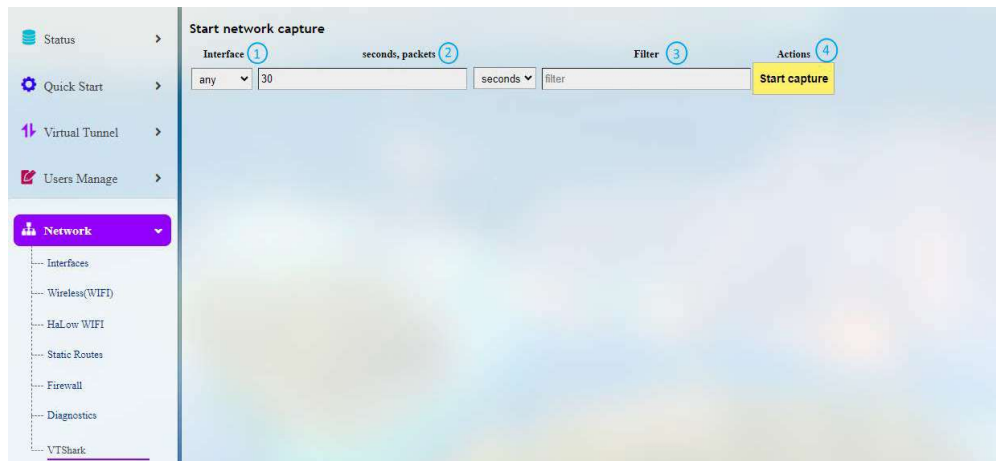 Status
Quick Start
Virtual Tunnel
Users Manage
Network
Interfaces
Wireless(WIFI)
HaLow WIFI
Static Routes
Firewall
Diagnostics
VTShark
Start network capture
Interface 1 seconds, packets 2 Filter 3 Actions 4
any 30 seconds filter Start capture